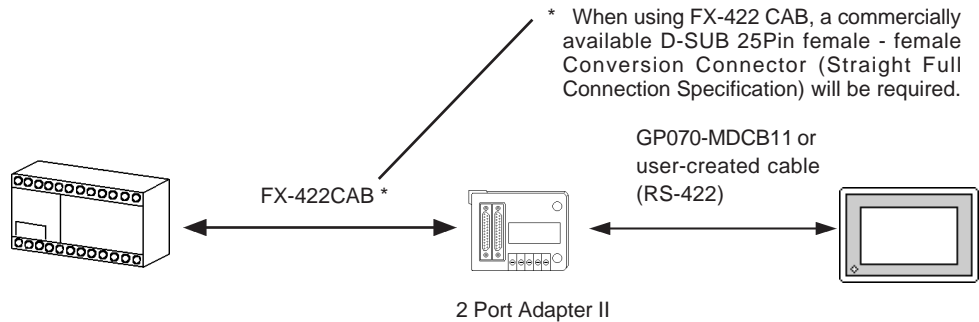 * When using FX-422 CAB, a commercially
available D-SUB 25Pin female - female
Conversion Connector (Straight Full
Connection Specification) will be required.
GP070-MDCB11 or
user-created cable
(RS-422)
FX-422CAB *
2 Port Adapter II